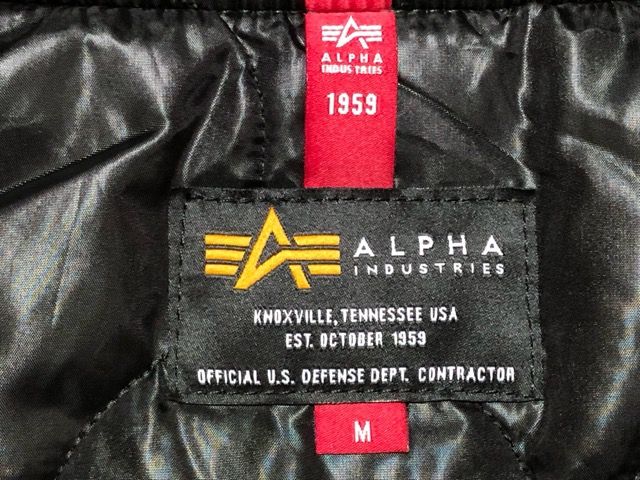 ALPHA
INDUSTRIES
1959
ALPHA
INDUSTRIES
KNOXVILLE, TENNESSEE USA
EST. OCTOBER 1959
OFFICIAL U.S. DEFENSE DEPT. CONTRACTOR
M